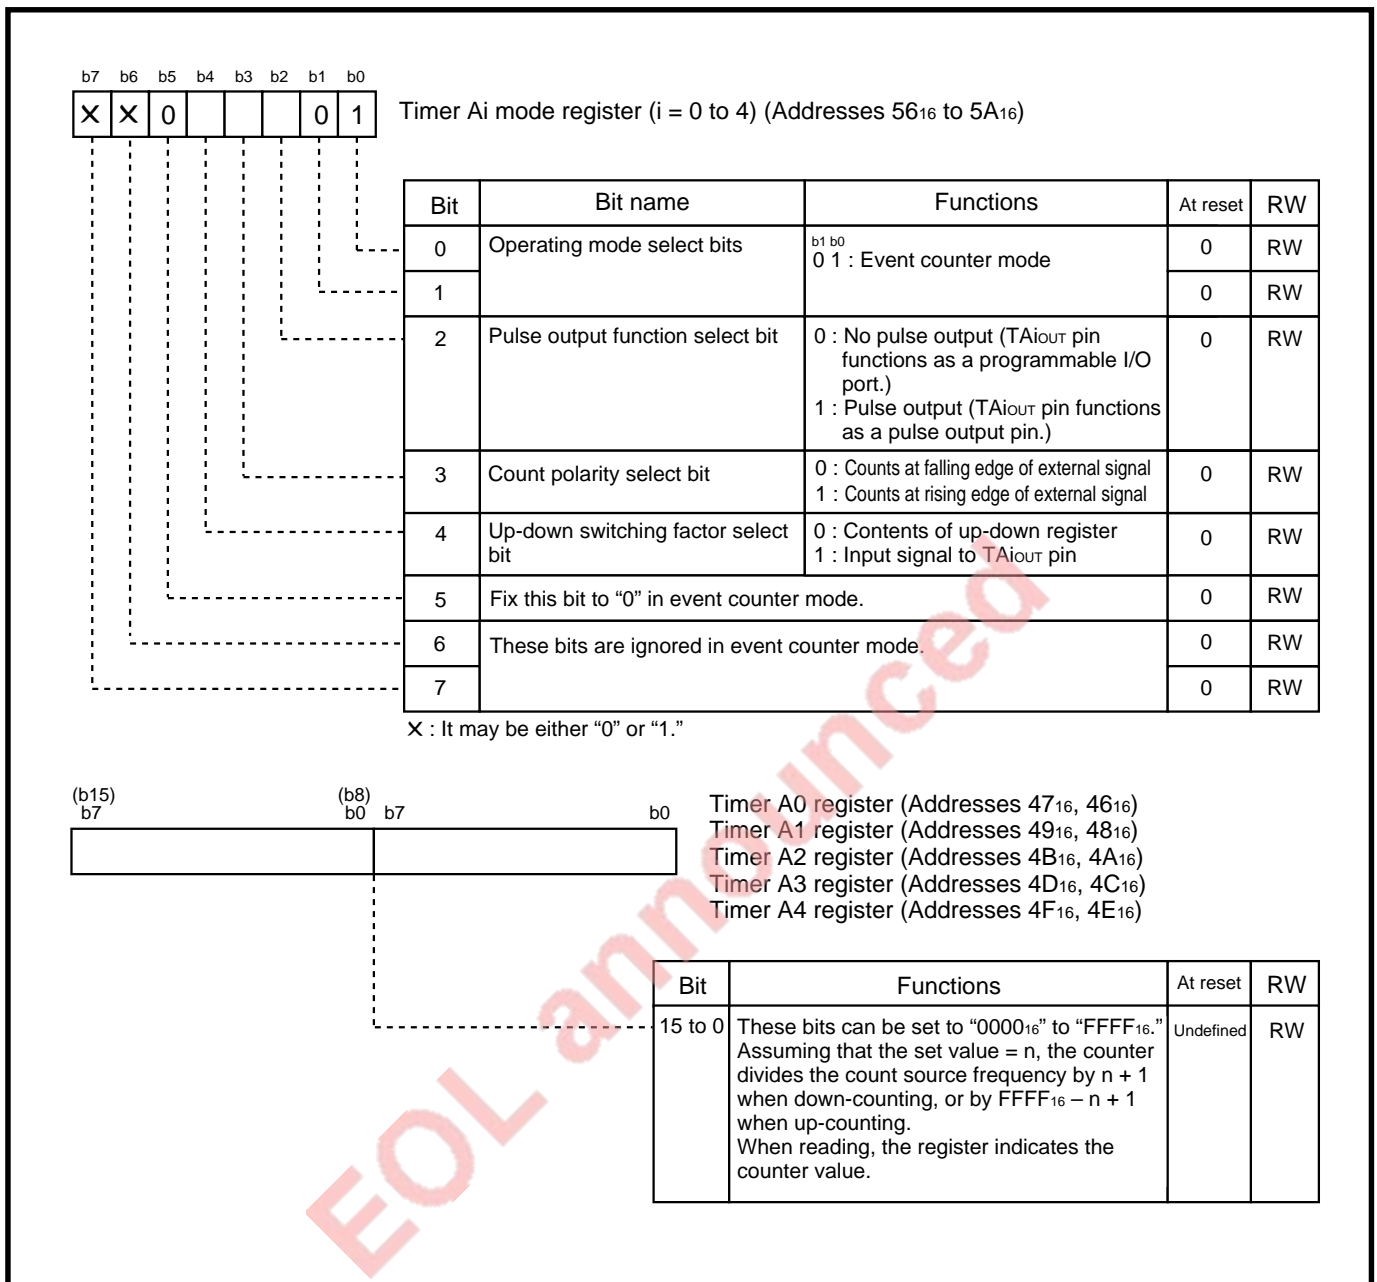 b7 b6 b5 b4 b3 b2 b1 b0
X X 0 0 1
Timer Ai mode register (i = 0 to 4) (Addresses 5616 to 5A16)
Bit Bit name Functions At reset RW
0 Operating mode select bits b1 b0 0 RW
0 1 : Event counter mode
1 0 RW
2 Pulse output function select bit 0 : No pulse output (TAiOUT pin 0 RW
functions as a programmable I/O
port.)
1 : Pulse output (TAiOUT pin functions
as a pulse output pin.)
3 Count polarity select bit 0 : Counts at falling edge of external signal 0 RW
1 : Counts at rising edge of external signal
4 Up-down switching factor select 0 : Contents of up-down register 0 RW
bit 1 : Input signal to TAiOUT pin
5 Fix this bit to “0” in event counter mode. 0 RW
6 These bits are ignored in event counter mode. 0 RW
7 0 RW
X : It may be either “0” or “1.”
(b15) (b8)
b7 b0 b7 b0
Timer A0 register (Addresses 4716, 4616)
Timer A1 register (Addresses 4916, 4816)
Timer A2 register (Addresses 4B16, 4A16)
Timer A3 register (Addresses 4D16, 4C16)
Timer A4 register (Addresses 4F16, 4E16)
Bit Functions At reset RW
15 to 0 These bits can be set to “000016” to “FFFF16.” Undefined RW
Assuming that the set value = n, the counter
divides the count source frequency by n + 1
when down-counting, or by FFFF16 – n + 1
when up-counting.
When reading, the register indicates the
counter value.
EOL announced